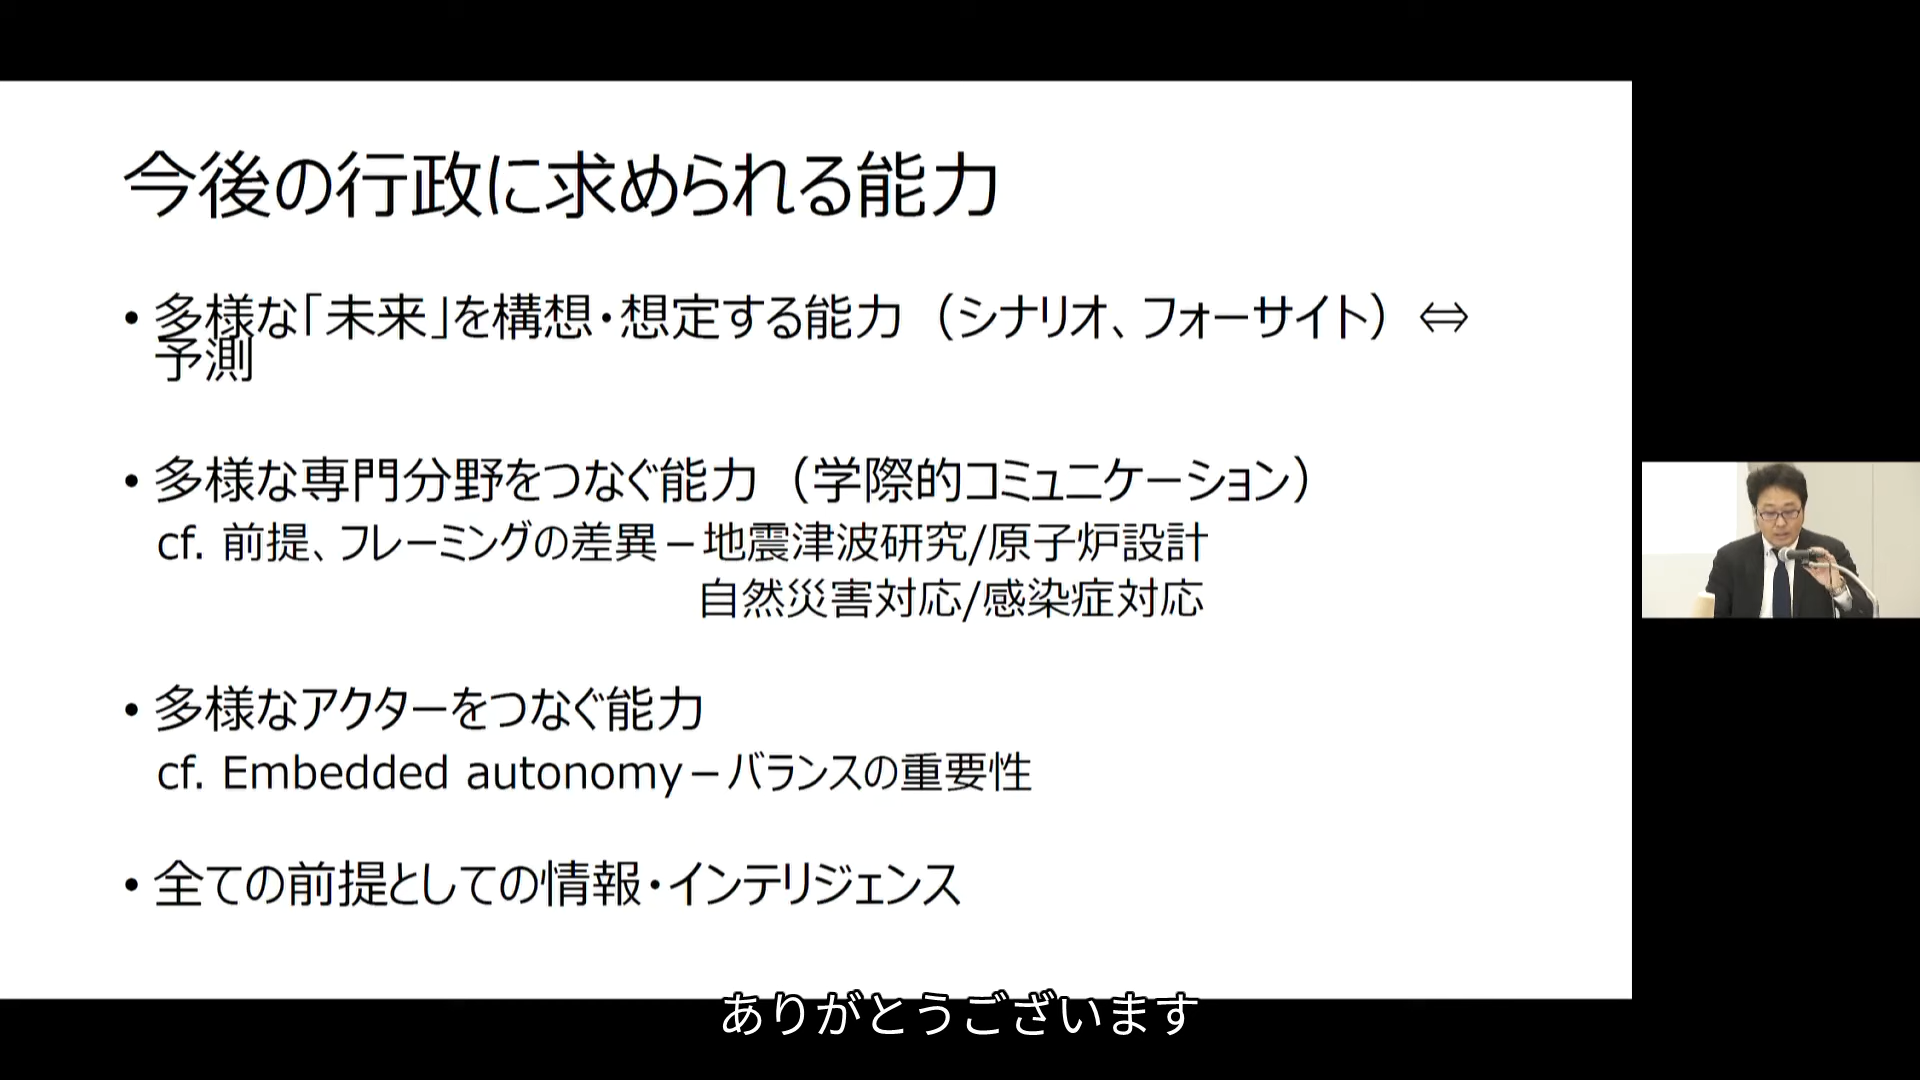 今後の行政に求められる能力
• 多様な「未来」を構想・想定する能力（シナリオ、フォーサイト）⇔
予測
• 多様な専門分野をつなぐ能力（学際的コミュニケーション）
cf. 前提、フレーミングの差異－地震津波研究/原子炉設計
自然災害対応/感染症対応
• 多様なアクターをつなぐ能力
cf. Embedded autonomy－バランスの重要性
• 全ての前提としての情報・インテリジェンス
ありがとうございます